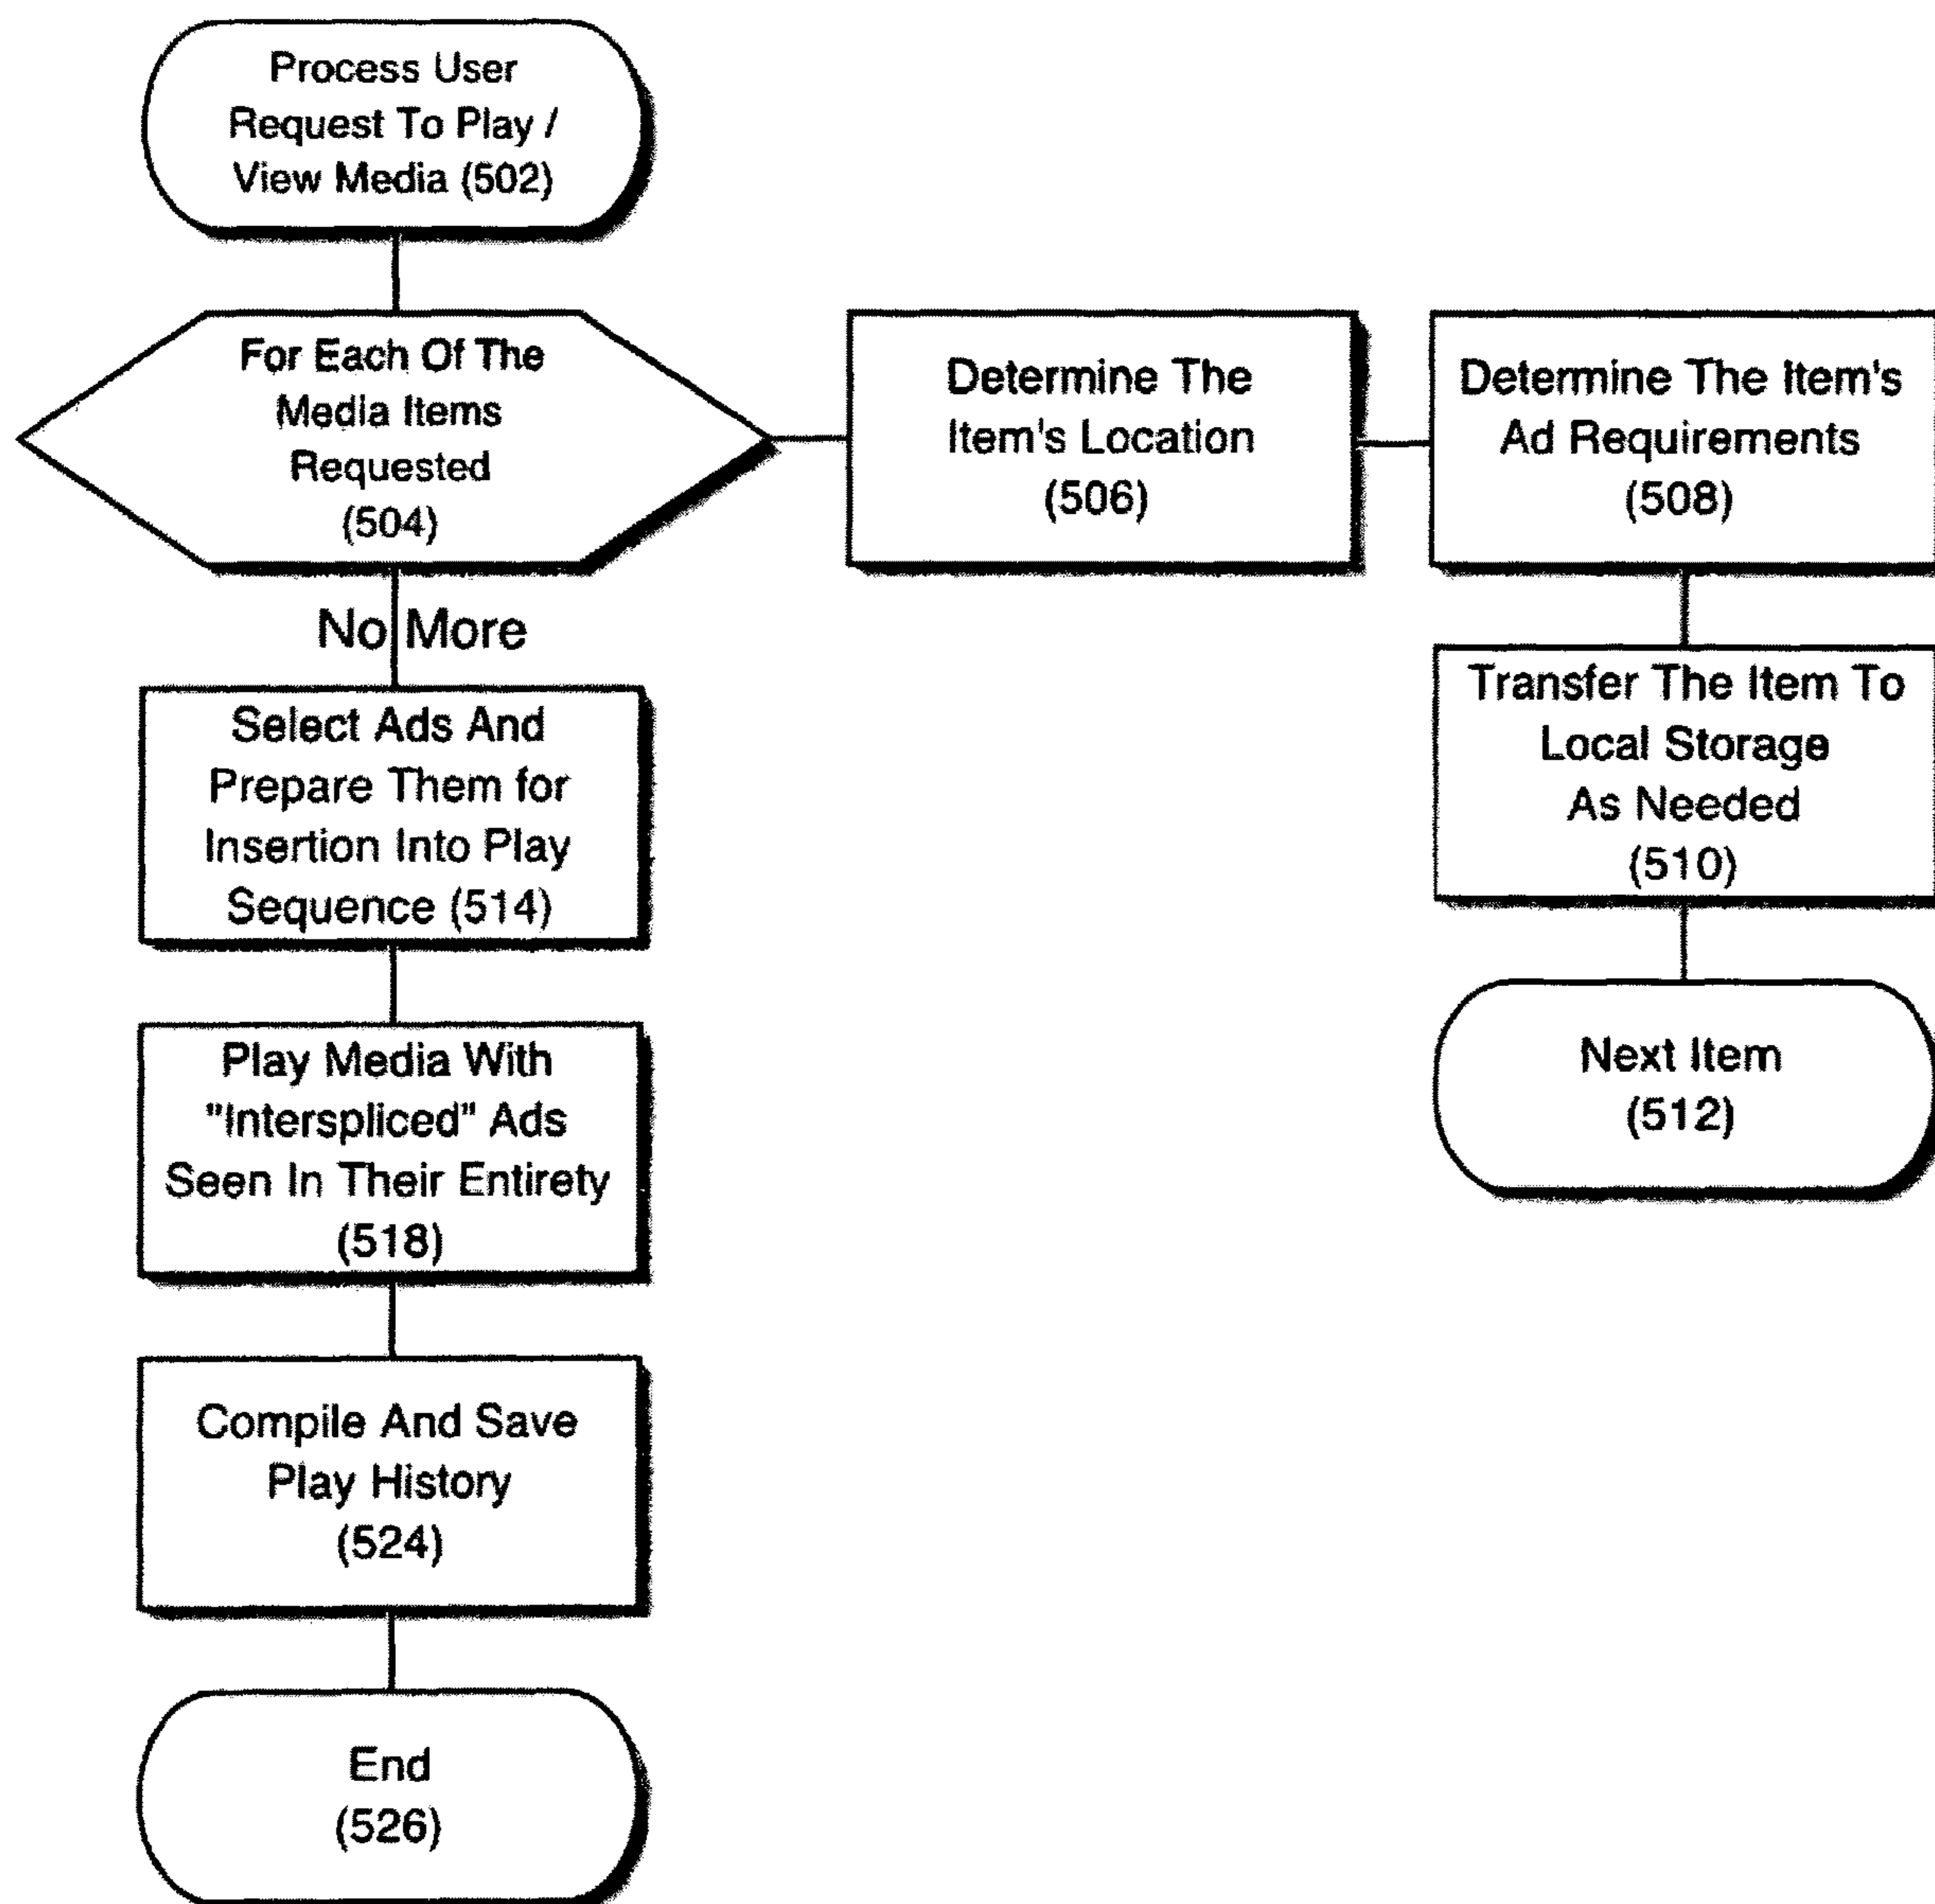 Process User
Request To Play /
View Media (502)
For Each Of The
Media Items
Requested
(504)
Determine The
Item's Location
(506)
Determine The Item's
Ad Requirements
(508)
Transfer The Item To
Local Storage
As Needed
(510)
Next Item
(512)
No More
Select Ads And
Prepare Them for
Insertion Into Play
Sequence (514)
Play Media With
"Interspliced" Ads
Seen In Their Entirety
(518)
Compile And Save
Play History
(524)
End
(526)